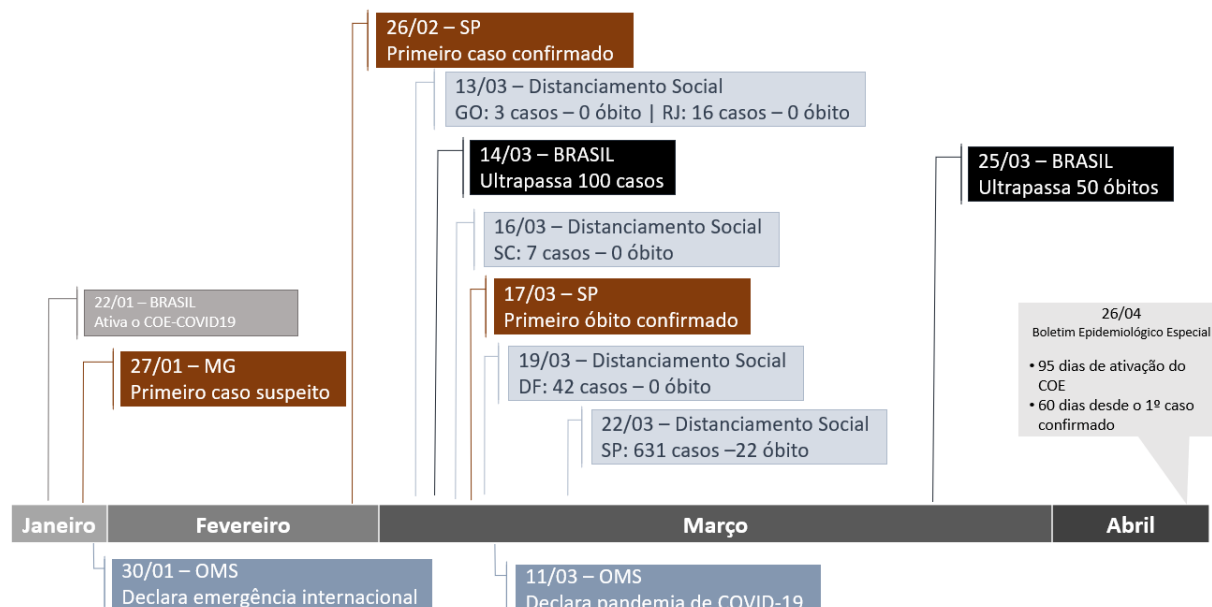 26/02 – SP
Primeiro caso confirmado
13/03 – Distanciamento Social
GO: 3 casos – 0 óbito | RJ: 16 casos – 0 óbito
14/03 – BRASIL
Ultrapassa 100 casos
25/03 – BRASIL
Ultrapassa 50 óbitos
16/03 – Distanciamento Social
SC: 7 casos – 0 óbito
22/01 – BRASIL
Ativa o COE-COVID19
17/03 – SP
Primeiro óbito confirmado
27/01 – MG
Primeiro caso suspeito
19/03 – Distanciamento Social
DF: 42 casos – 0 óbito
22/03 – Distanciamento Social
SP: 631 casos –22 óbito
26/04
Boletim Epidemiológico Especial
• 95 dias de ativação do
COE
• 60 dias desde o 1º caso
confirmado
Janeiro
Fevereiro
Março
Abril
30/01 – OMS
Declara emergência internacional
11/03 – OMS
Declara pandemia de COVID-19